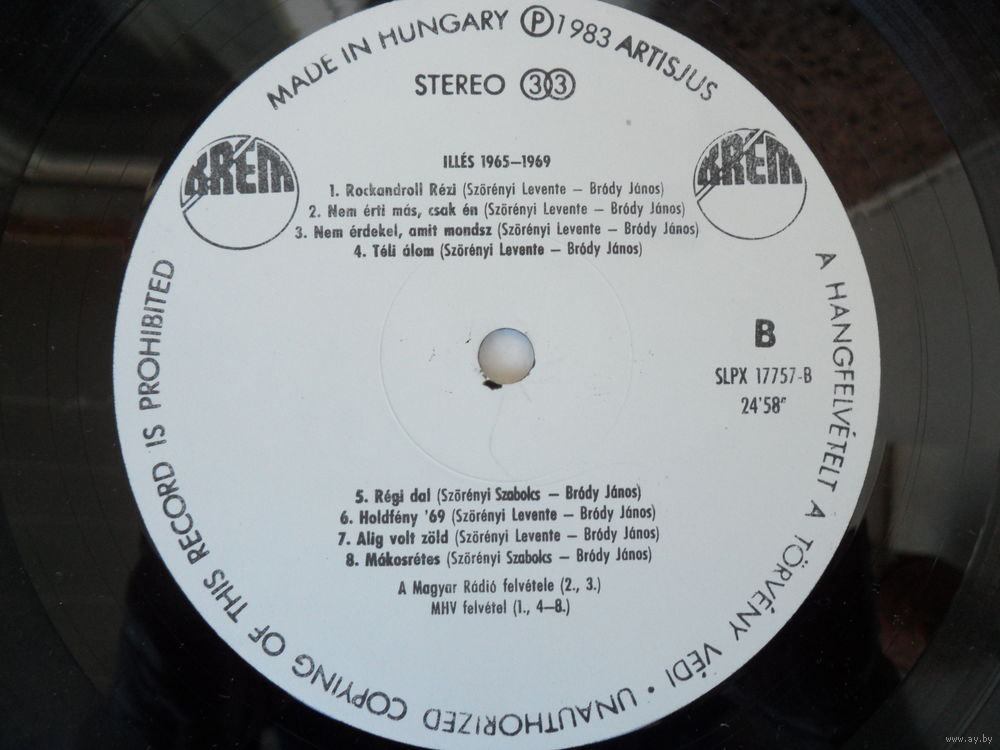 MADE IN HUNGARY Ⓟ 1983 ARTISJUS
STEREO 33
KRÉM
KRÉM
ILLÉS 1965–1969
1. Rockandroll Rézi (Szörényi Levente – Bródy János)
2. Nem érti más, csak én (Szörényi Levente – Bródy János)
3. Nem érdekel, amit mondsz (Szörényi Levente – Bródy János)
4. Téli álom (Szörényi Levente – Bródy János)
B
SLPX 17757-B
24'58"
5. Régi dal (Szörényi Szabolcs – Bródy János)
6. Holdfény '69 (Szörényi Levente – Bródy János)
7. Alig volt zöld (Szörényi Levente – Bródy János)
8. Mákosrétes (Szörényi Szabolcs – Bródy János)
A Magyar Rádió felvétele (2., 3.)
MHV felvétel (1., 4–8.)
A HANGFELVÉTELT A TÖRVÉNY VÉDI • UNAUTHORIZED COPYING OF THIS RECORD IS PROHIBITED
www.ay.by